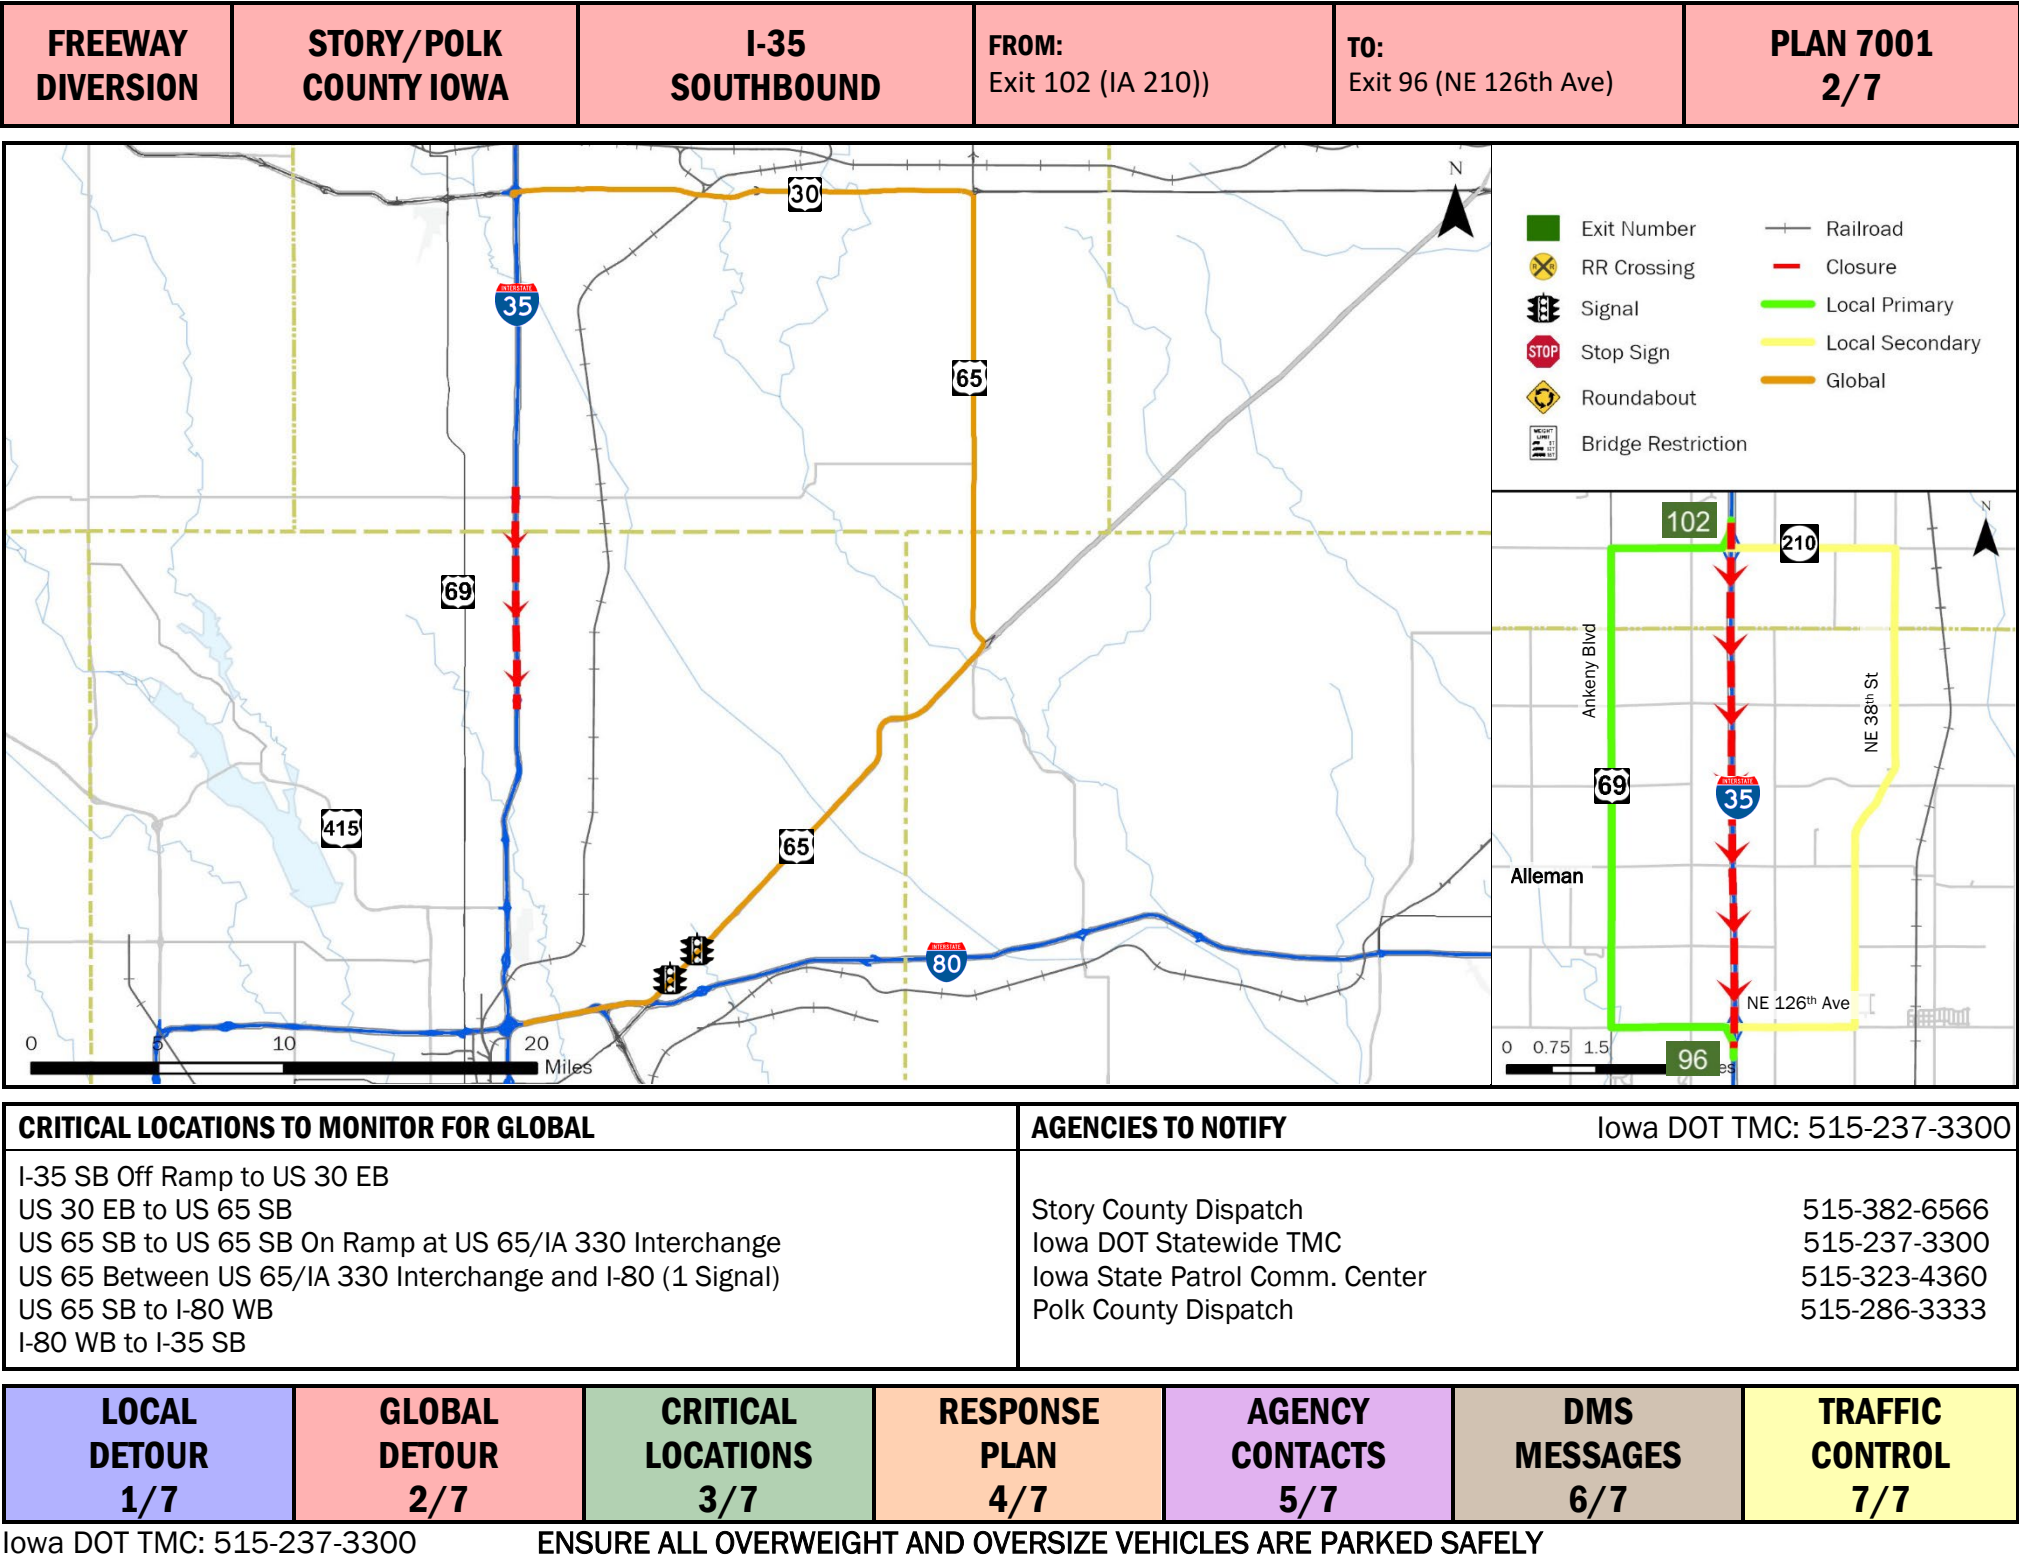 FREEWAY
DIVERSION
STORY/POLK
COUNTY IOWA
I-35
SOUTHBOUND
FROM:
Exit 102 (IA 210))
TO:
Exit 96 (NE 126th Ave)
PLAN 7001
2/7
30
INTERSTATE
35
65
69
415
65
INTERSTATE
80
N
0 5 10 20
Miles
Exit Number
RR Crossing
Signal
STOP
Stop Sign
Roundabout
WEIGHT
LIMIT
Bridge Restriction
Railroad
Closure
Local Primary
Local Secondary
Global
102
210
N
Ankeny Blvd
NE 38th St
69
INTERSTATE
35
Alleman
NE 126th Ave
0 0.75 1.5
96
es
CRITICAL LOCATIONS TO MONITOR FOR GLOBAL
I-35 SB Off Ramp to US 30 EB
US 30 EB to US 65 SB
US 65 SB to US 65 SB On Ramp at US 65/IA 330 Interchange
US 65 Between US 65/IA 330 Interchange and I-80 (1 Signal)
US 65 SB to I-80 WB
I-80 WB to I-35 SB
AGENCIES TO NOTIFY Iowa DOT TMC: 515-237-3300
Story County Dispatch 515-382-6566
Iowa DOT Statewide TMC 515-237-3300
Iowa State Patrol Comm. Center 515-323-4360
Polk County Dispatch 515-286-3333
LOCAL
DETOUR
1/7
GLOBAL
DETOUR
2/7
CRITICAL
LOCATIONS
3/7
RESPONSE
PLAN
4/7
AGENCY
CONTACTS
5/7
DMS
MESSAGES
6/7
TRAFFIC
CONTROL
7/7
Iowa DOT TMC: 515-237-3300 ENSURE ALL OVERWEIGHT AND OVERSIZE VEHICLES ARE PARKED SAFELY